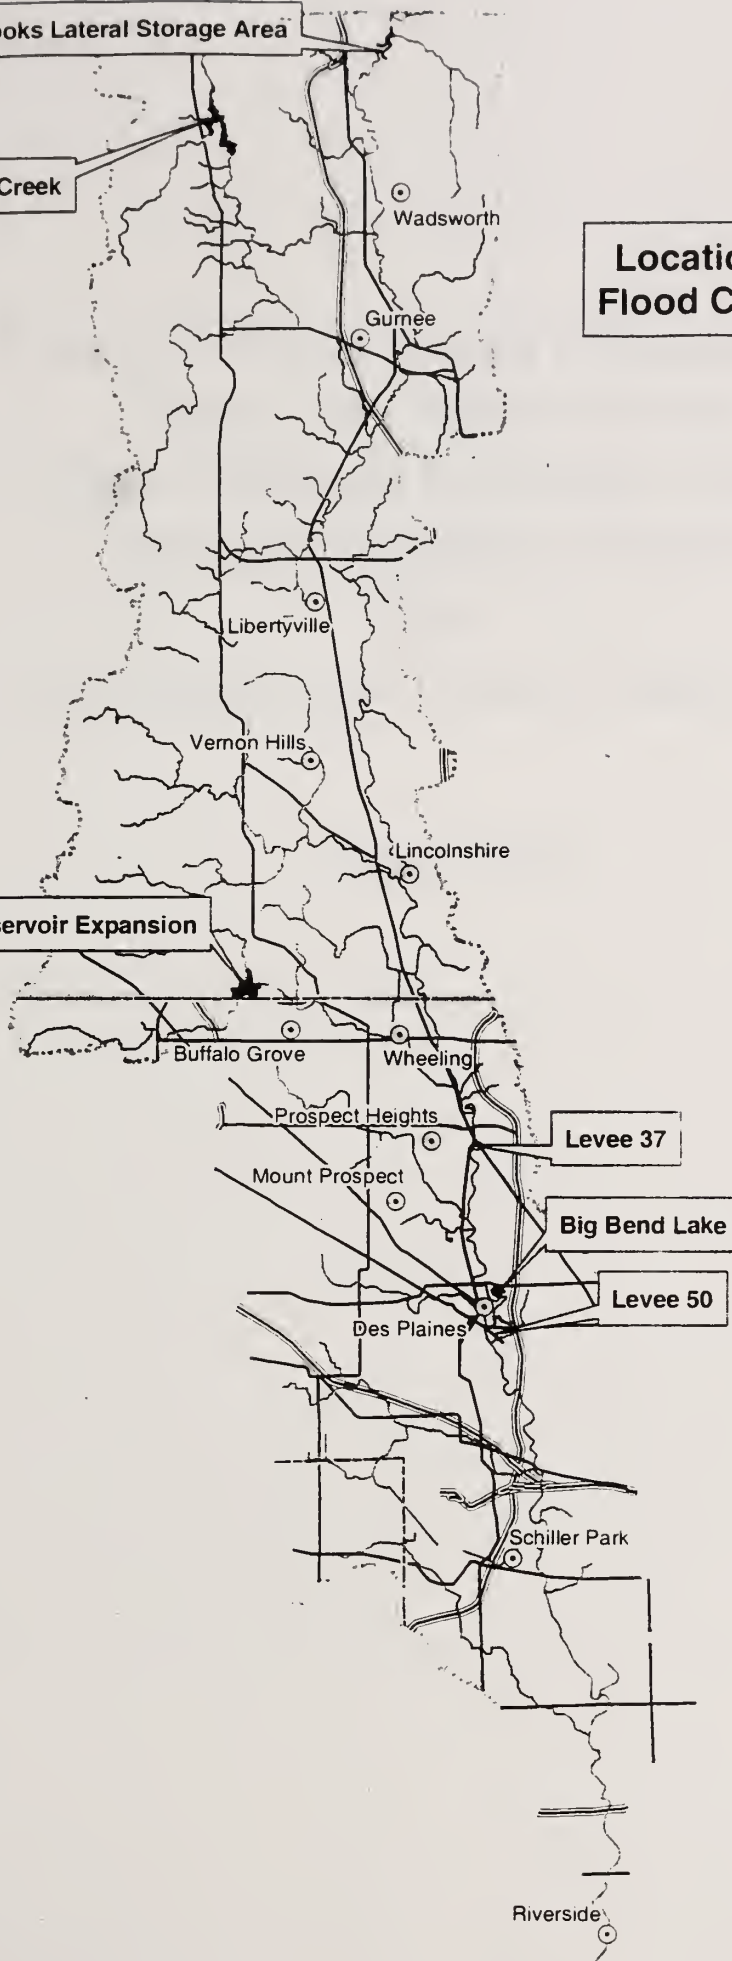 ooks Lateral Storage Area
Creek
Wadsworth
Locatio
Flood C
Gurnee
Libertyville
Vernon Hills
Lincolnshire
ervoir Expansion
Buffalo Grove
Wheeling
Prospect Heights
Levee 37
Mount Prospect
Big Bend Lake
Levee 50
Des Plaines
Schiller Park
Riverside